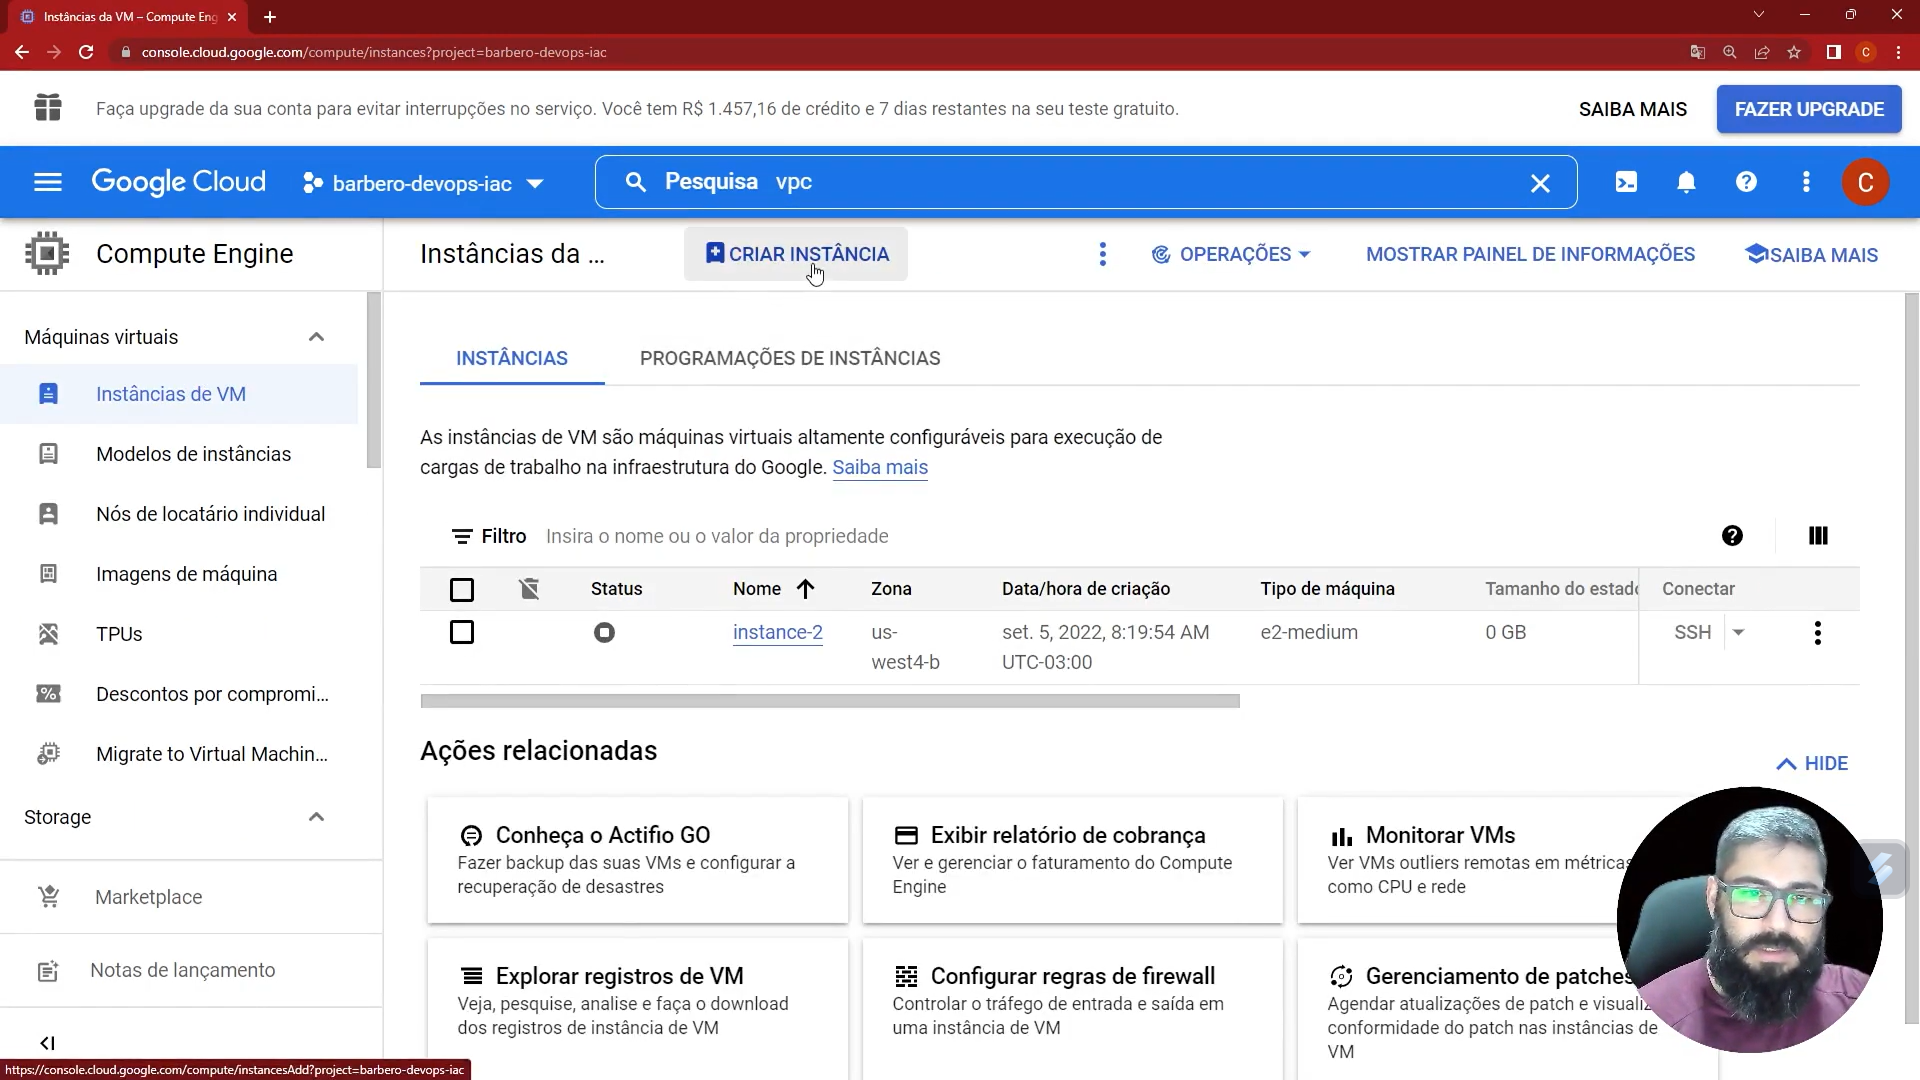 Instâncias da VM – Compute Eng
console.cloud.google.com/compute/instances?project=barbero-devops-iac
C
Faça upgrade da sua conta para evitar interrupções no serviço. Você tem R$ 1.457,16 de crédito e 7 dias restantes na seu teste gratuito.
SAIBA MAIS
FAZER UPGRADE
Google Cloud
barbero-devops-iac
Pesquisa vpc
C
Compute Engine
Instâncias da ...
CRIAR INSTÂNCIA
OPERAÇÕES
MOSTRAR PAINEL DE INFORMAÇÕES
SAIBA MAIS
Máquinas virtuais
Instâncias de VM
Modelos de instâncias
Nós de locatário individual
Imagens de máquina
TPUs
Descontos por compromi...
Migrate to Virtual Machin...
Storage
Marketplace
Notas de lançamento
INSTÂNCIAS
PROGRAMAÇÕES DE INSTÂNCIAS
As instâncias de VM são máquinas virtuais altamente configuráveis para execução de
cargas de trabalho na infraestrutura do Google. Saiba mais
Filtro Insira o nome ou o valor da propriedade
Status Nome Zona Data/hora de criação Tipo de máquina Tamanho do estado Conectar
instance-2 us- set. 5, 2022, 8:19:54 AM e2-medium 0 GB SSH
west4-b UTC-03:00
Ações relacionadas
HIDE
Conheça o Actifio GO
Fazer backup das suas VMs e configurar a
recuperação de desastres
Exibir relatório de cobrança
Ver e gerenciar o faturamento do Compute
Engine
Monitorar VMs
Ver VMs outliers remotas em métricas
como CPU e rede
Explorar registros de VM
Veja, pesquise, analise e faça o download
dos registros de instância de VM
Configurar regras de firewall
Controlar o tráfego de entrada e saída em
uma instância de VM
Gerenciamento de patches
Agendar atualizações de patch e visualiz
conformidade do patch nas instâncias de
VM
https://console.cloud.google.com/compute/instancesAdd?project=barbero-devops-iac